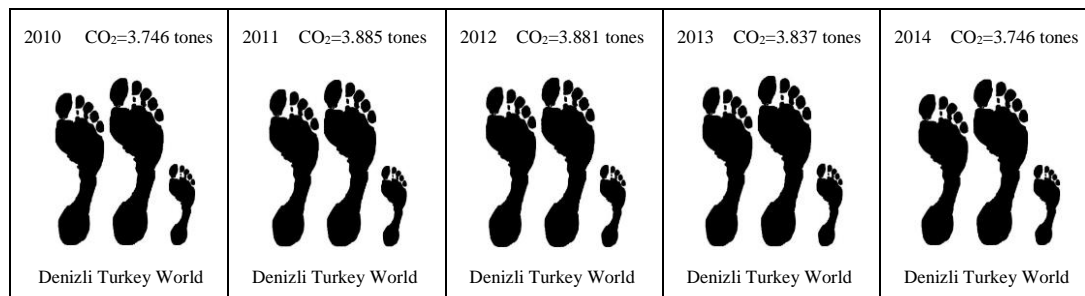 2010 CO₂=3.746 tones
Denizli Turkey World
2011 CO₂=3.885 tones
Denizli Turkey World
2012 CO₂=3.881 tones
Denizli Turkey World
2013 CO₂=3.837 tones
Denizli Turkey World
2014 CO₂=3.746 tones
Denizli Turkey World